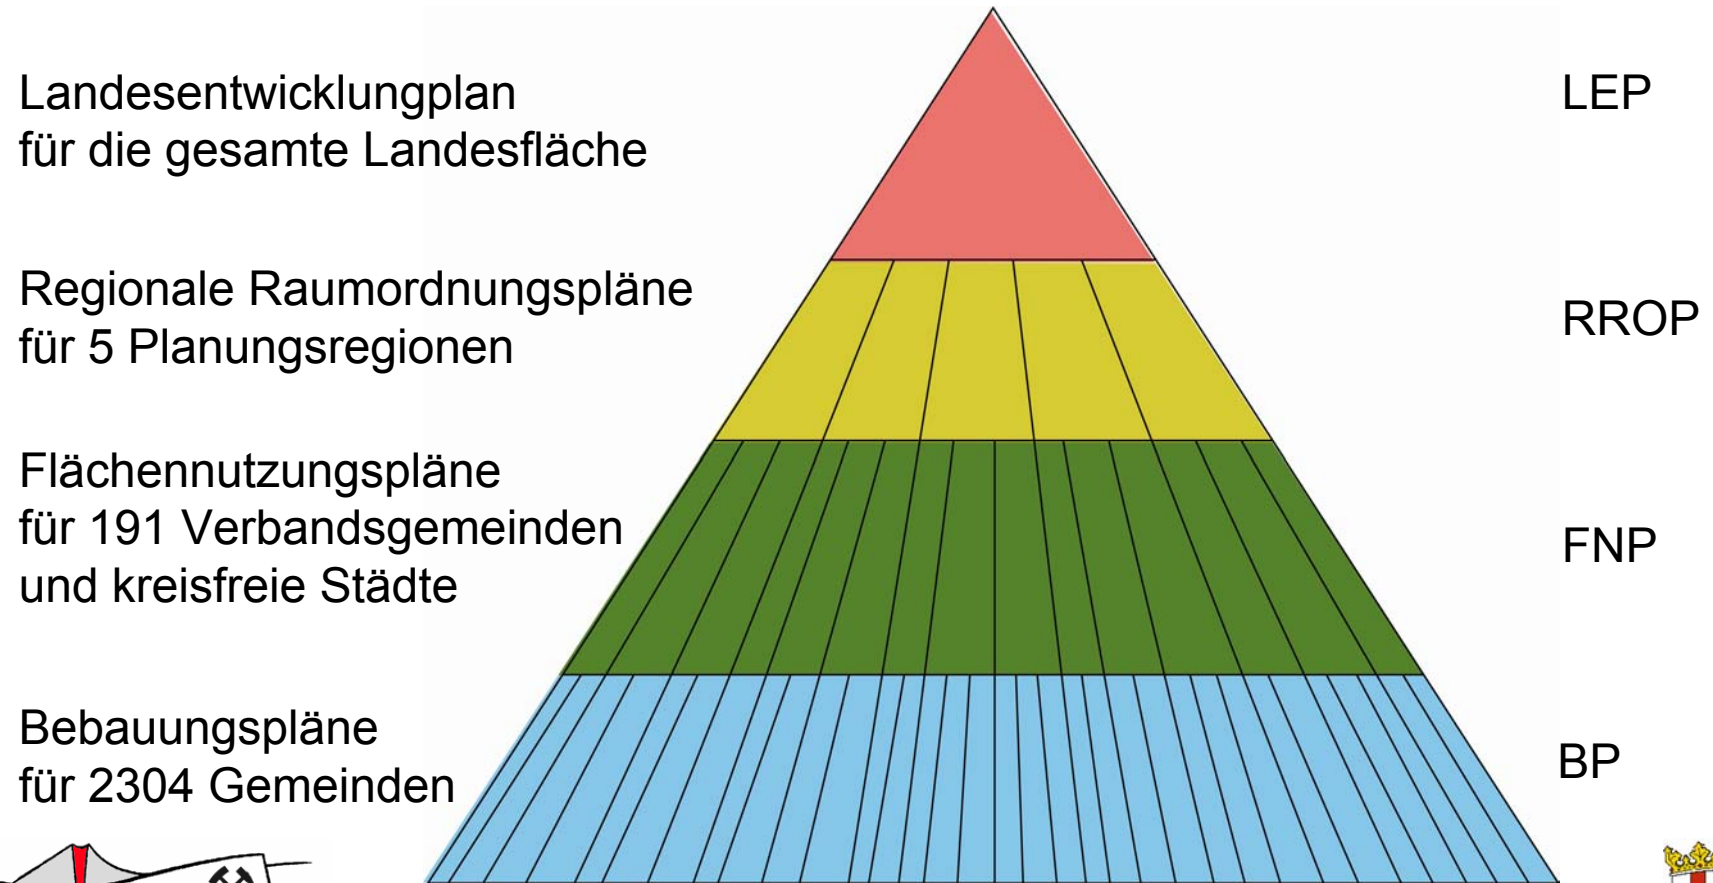 Landesentwicklungplan
für die gesamte Landesfläche
LEP
Regionale Raumordnungspläne
für 5 Planungsregionen
RROP
Flächennutzungspläne
für 191 Verbandsgemeinden
und kreisfreie Städte
FNP
Bebauungspläne
für 2304 Gemeinden
BP